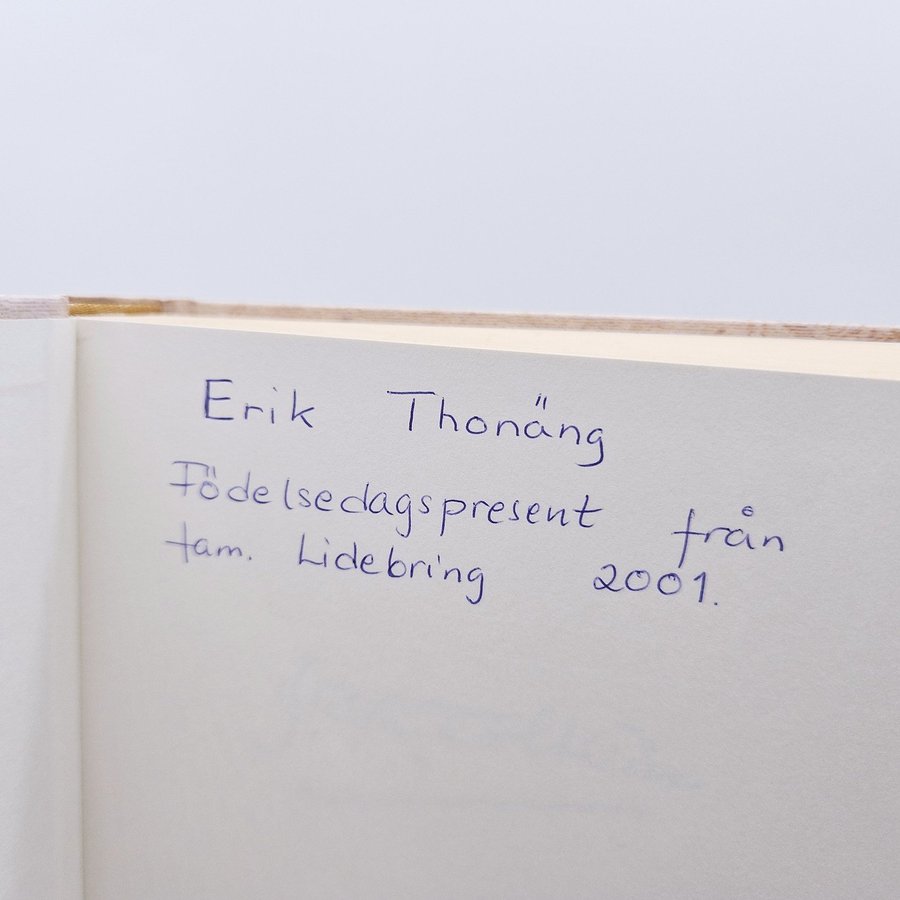 Erik Thonäng
Födelsedagspresent från
fam. Lidebring 2001.